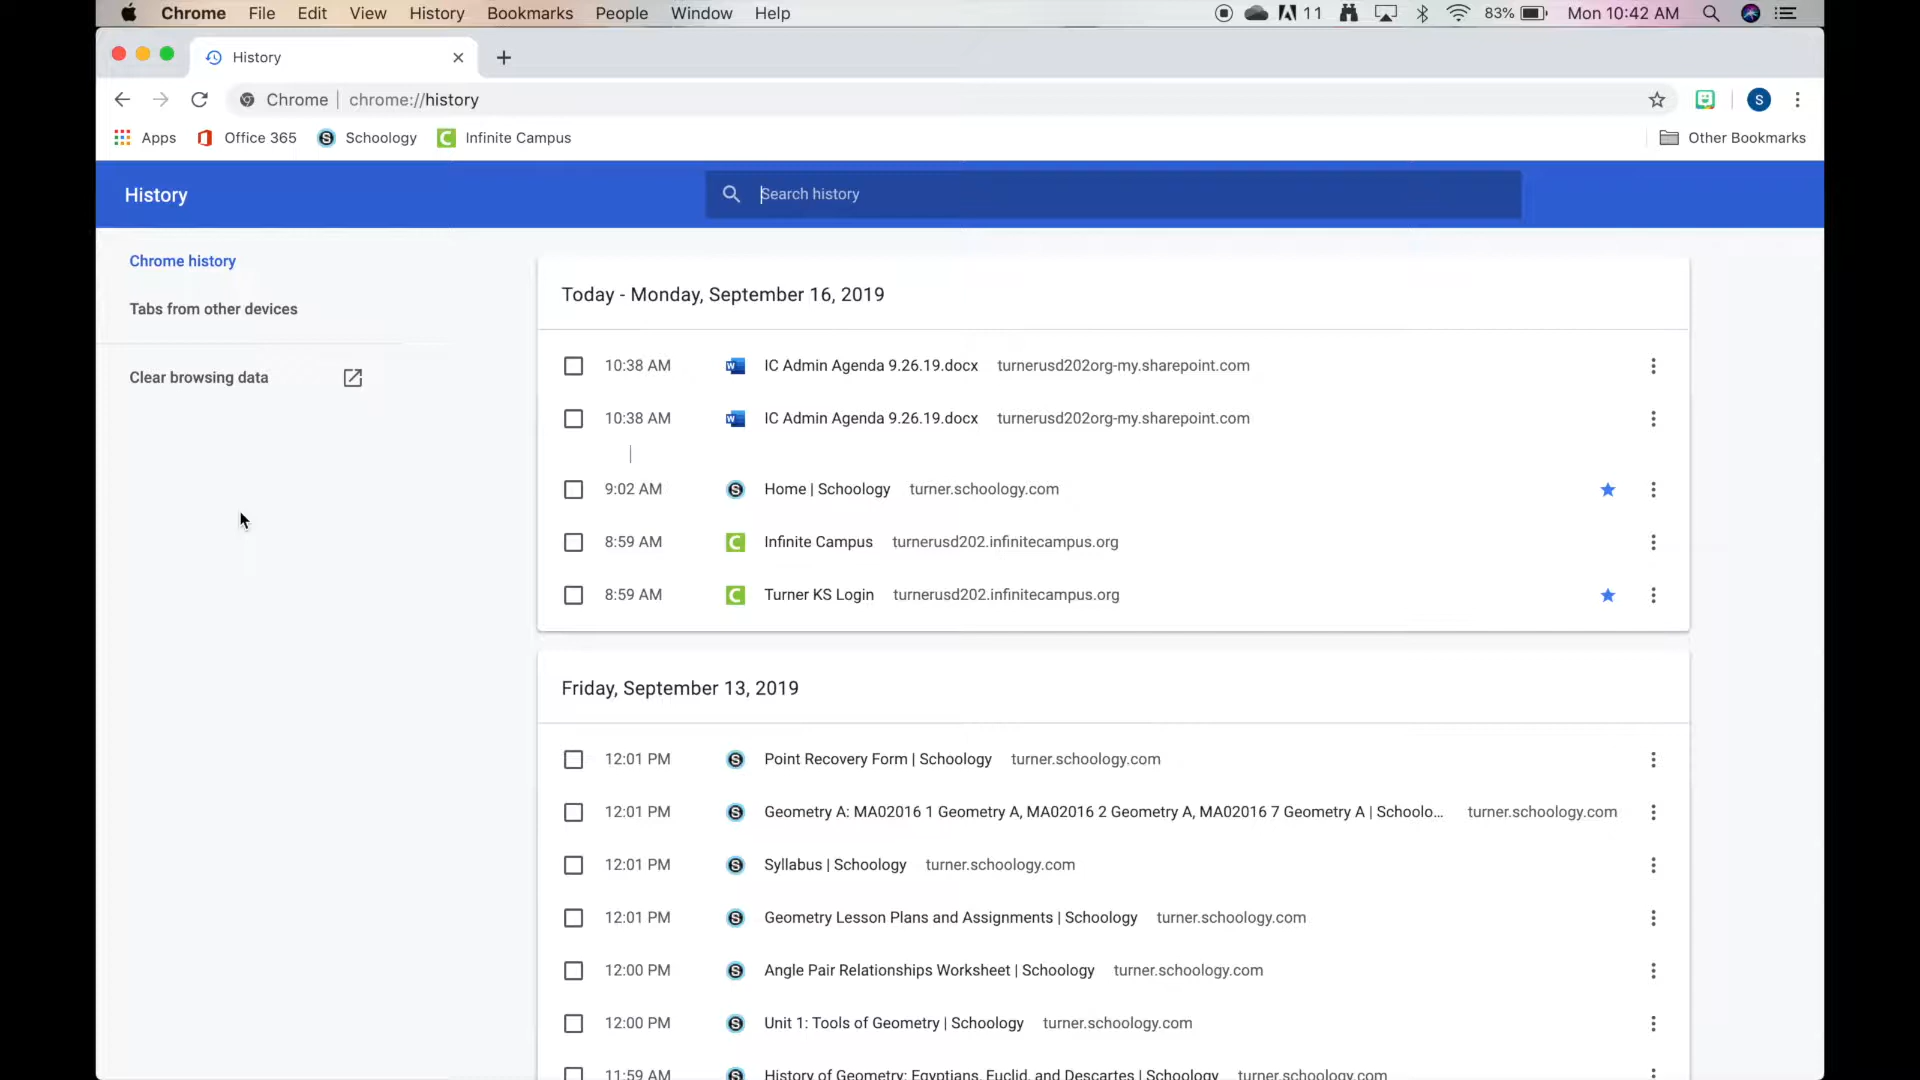 Chrome File Edit View History Bookmarks People Window Help 11 83% Mon 10:42 AM
History
Chrome chrome://history S
Apps Office 365 Schoology Infinite Campus Other Bookmarks
History Search history
Chrome history
Tabs from other devices
Clear browsing data
Today - Monday, September 16, 2019
10:38 AM IC Admin Agenda 9.26.19.docx turnerusd202org-my.sharepoint.com
10:38 AM IC Admin Agenda 9.26.19.docx turnerusd202org-my.sharepoint.com
9:02 AM Home | Schoology turner.schoology.com
8:59 AM Infinite Campus turnerusd202.infinitecampus.org
8:59 AM Turner KS Login turnerusd202.infinitecampus.org
Friday, September 13, 2019
12:01 PM Point Recovery Form | Schoology turner.schoology.com
12:01 PM Geometry A: MA02016 1 Geometry A, MA02016 2 Geometry A, MA02016 7 Geometry A | Schoolo... turner.schoology.com
12:01 PM Syllabus | Schoology turner.schoology.com
12:01 PM Geometry Lesson Plans and Assignments | Schoology turner.schoology.com
12:00 PM Angle Pair Relationships Worksheet | Schoology turner.schoology.com
12:00 PM Unit 1: Tools of Geometry | Schoology turner.schoology.com
11:59 AM History of Geometry: Egyptians, Euclid, and Descartes | Schoology turner.schoology.com